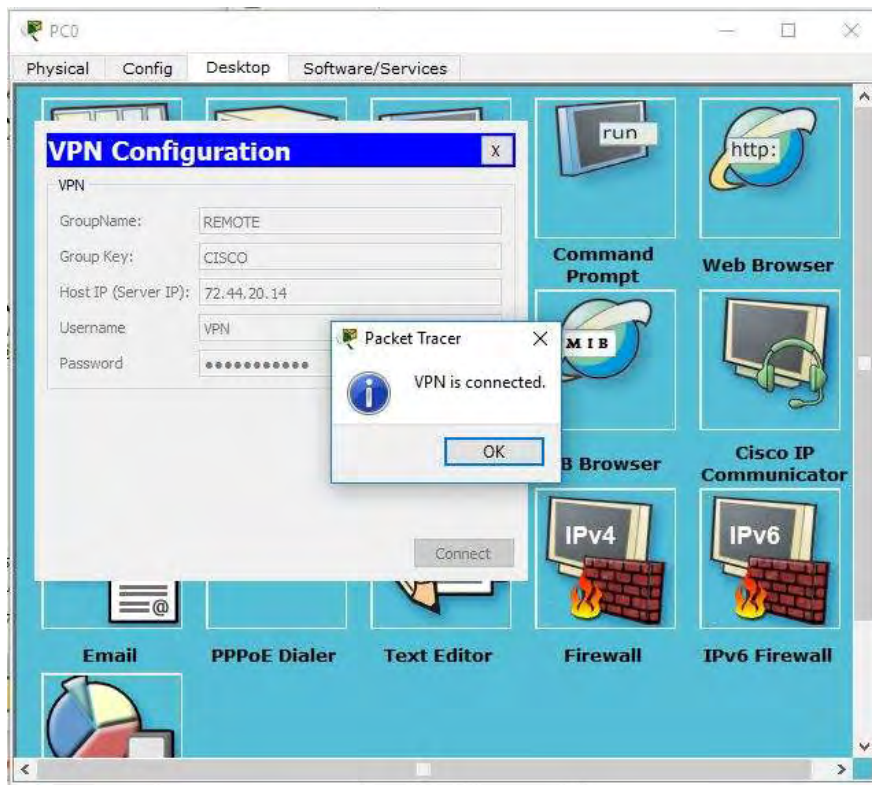 PC0
Physical Config Desktop Software/Services
VPN Configuration X
VPN
GroupName: REMOTE
Group Key: CISCO
Host IP (Server IP): 72.44.20.14
Username VPN
Password
Packet Tracer
VPN is connected.
OK
Connect
run
http:
Command Prompt
Web Browser
MIB
B Browser
Cisco IP Communicator
IPv4
IPv6
@
Email
PPPoE Dialer
Text Editor
Firewall
IPv6 Firewall